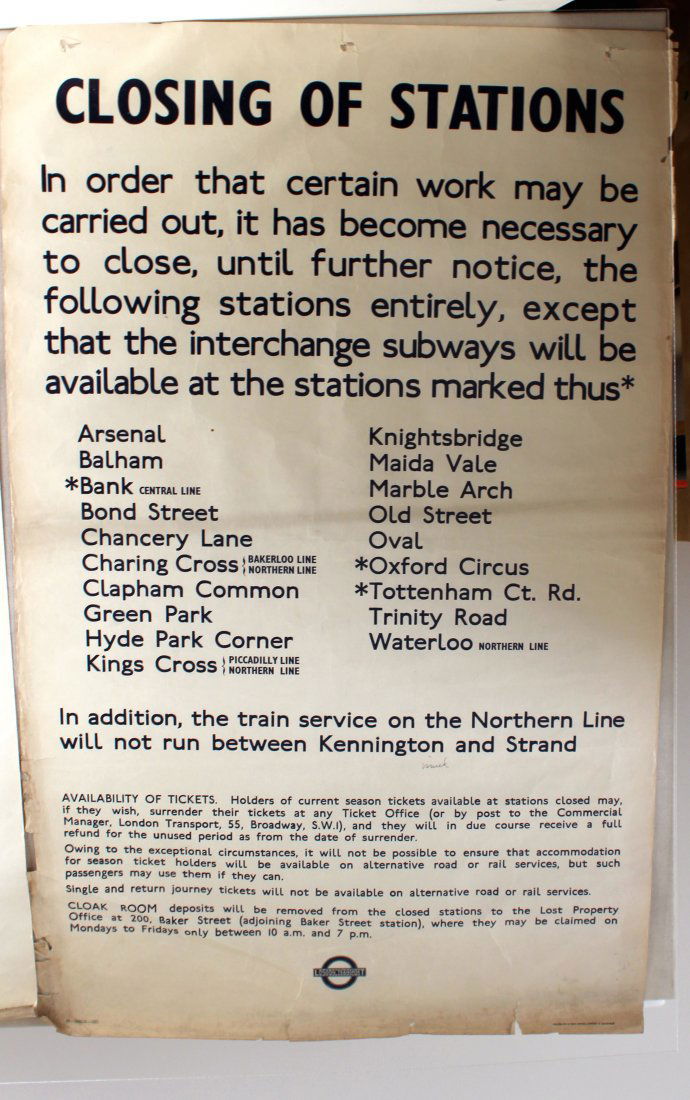 CLOSING OF STATIONS
In order that certain work may be
carried out, it has become necessary
to close, until further notice, the
following stations entirely, except
that the interchange subways will be
available at the stations marked thus*
Arsenal
Balham
*Bank CENTRAL LINE
Bond Street
Chancery Lane
Charing Cross { BAKERLOO LINE
NORTHERN LINE
Clapham Common
Green Park
Hyde Park Corner
Kings Cross { PICCADILLY LINE
NORTHERN LINE
Knightsbridge
Maida Vale
Marble Arch
Old Street
Oval
*Oxford Circus
*Tottenham Ct. Rd.
Trinity Road
Waterloo NORTHERN LINE
In addition, the train service on the Northern Line
will not run between Kennington and Strand
AVAILABILITY OF TICKETS. Holders of current season tickets available at stations closed may,
if they wish, surrender their tickets at any Ticket Office (or by post to the Commercial
Manager, London Transport, 55, Broadway, S.W.1), and they will in due course receive a full
refund for the unused period as from the date of surrender.
Owing to the exceptional circumstances, it will not be possible to ensure that accommodation
for season ticket holders will be available on alternative road or rail services, but such
passengers may use them if they can.
Single and return journey tickets will not be available on alternative road or rail services.
CLOAK ROOM deposits will be removed from the closed stations to the Lost Property
Office at 200, Baker Street (adjoining Baker Street station), where they may be claimed on
Mondays to Fridays only between 10 a.m. and 7 p.m.
LONDON TRANSPORT